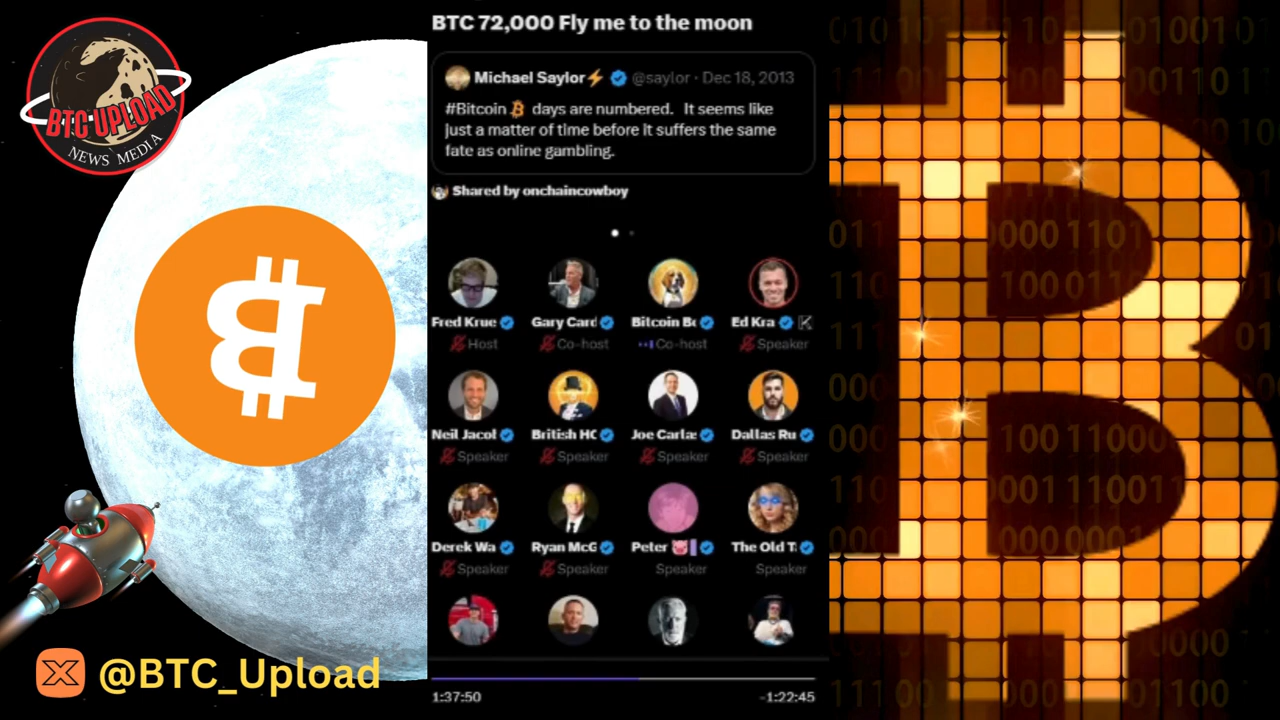 BTC UPLOAD
NEWS MEDIA
@BTC_Upload
BTC 72,000 Fly me to the moon
Michael Saylor⚡ @saylor · Dec 18, 2013
#Bitcoin ₿ days are numbered. It seems like
just a matter of time before it suffers the same
fate as online gambling.
Shared by onchaincowboy
Fred Krue Gary Card Bitcoin Be Ed Kra
Host Co-host Co-host Speaker
Neil Jacol British HO Joe Carla Dallas Ru
Speaker Speaker Speaker Speaker
Derek Wa Ryan McG Peter The Old T
Speaker Speaker Speaker Speaker
1:37:50 -1:22:45